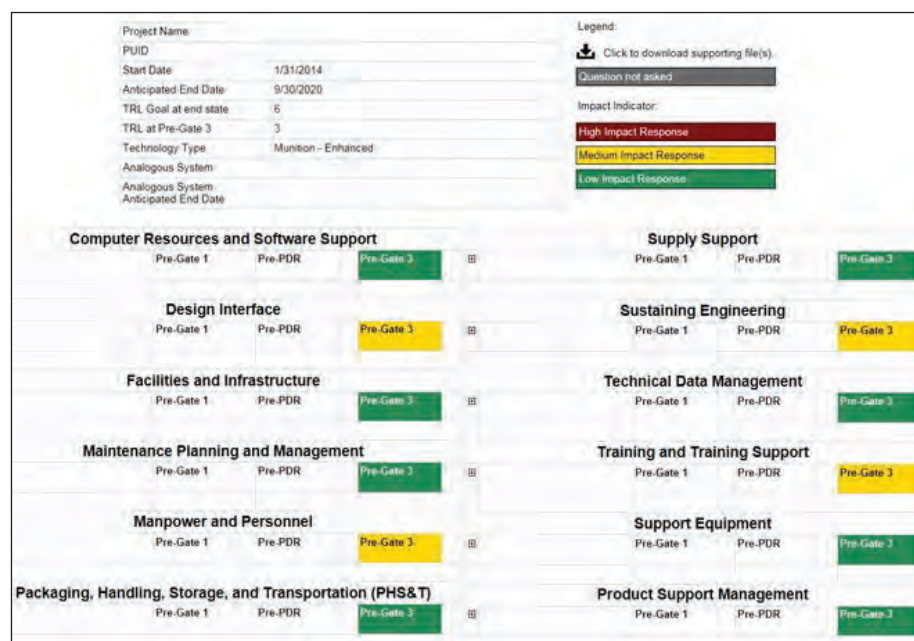 Project Name
PUID
Start Date 1/31/2014
Anticipated End Date 9/30/2020
TRL Goal at end state 6
TRL at Pre-Gate 3 3
Technology Type Munition - Enhanced
Analogous System
Analogous System
Anticipated End Date
Legend:
Click to download supporting file(s)
Question not asked
Impact Indicator:
High Impact Response
Medium Impact Response
Low Impact Response
Computer Resources and Software Support
Pre-Gate 1 Pre-PDR Pre-Gate 3
Supply Support
Pre-Gate 1 Pre-PDR Pre-Gate 3
Design Interface
Pre-Gate 1 Pre-PDR Pre-Gate 3
Sustaining Engineering
Pre-Gate 1 Pre-PDR Pre-Gate 3
Facilities and Infrastructure
Pre-Gate 1 Pre-PDR Pre-Gate 3
Technical Data Management
Pre-Gate 1 Pre-PDR Pre-Gate 3
Maintenance Planning and Management
Pre-Gate 1 Pre-PDR Pre-Gate 3
Training and Training Support
Pre-Gate 1 Pre-PDR Pre-Gate 3
Manpower and Personnel
Pre-Gate 1 Pre-PDR Pre-Gate 3
Support Equipment
Pre-Gate 1 Pre-PDR Pre-Gate 3
Packaging, Handling, Storage, and Transportation (PHS&T)
Pre-Gate 1 Pre-PDR Pre-Gate 3
Product Support Management
Pre-Gate 1 Pre-PDR Pre-Gate 3